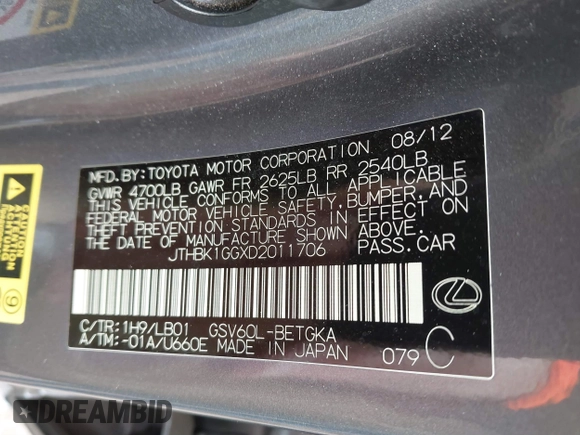 MFD. BY: TOYOTA MOTOR CORPORATION 08/12
GVWR 4700LB GAWR FR 2625LB RR 2540LB
THIS VEHICLE CONFORMS TO ALL APPLICABLE
FEDERAL MOTOR VEHICLE SAFETY, BUMPER, AND
THEFT PREVENTION STANDARDS IN EFFECT ON
THE DATE OF MANUFACTURE SHOWN ABOVE.
JTHBK1GGXD2011706 PASS. CAR
C/TR: 1H9/LB01 GSV60L-BETGKA
A/TM: -01A/U660E MADE IN JAPAN 079 C
9
DREAMBID